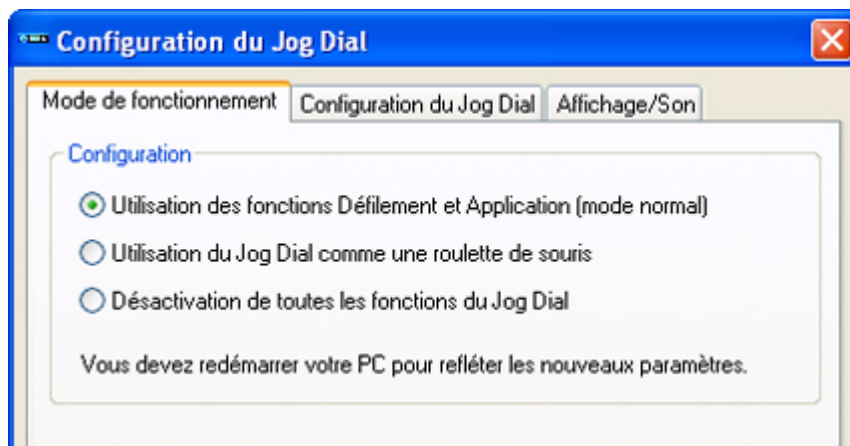 Configuration du Jog Dial
Mode de fonctionnement Configuration du Jog Dial Affichage/Son
Configuration
Utilisation des fonctions Défilement et Application (mode normal)
Utilisation du Jog Dial comme une roulette de souris
Désactivation de toutes les fonctions du Jog Dial
Vous devez redémarrer votre PC pour refléter les nouveaux paramètres.